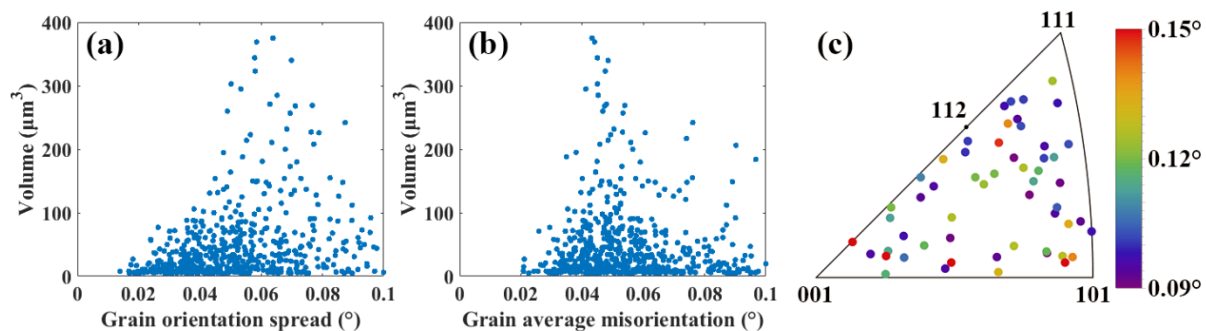 (a)
Volume (µm³)
400
300
200
100
0
0 0.02 0.04 0.06 0.08 0.1
Grain orientation spread (°)
(b)
Volume (µm³)
400
300
200
100
0
0 0.02 0.04 0.06 0.08 0.1
Grain average misorientation (°)
(c)
111
112
001
101
0.15°
0.12°
0.09°